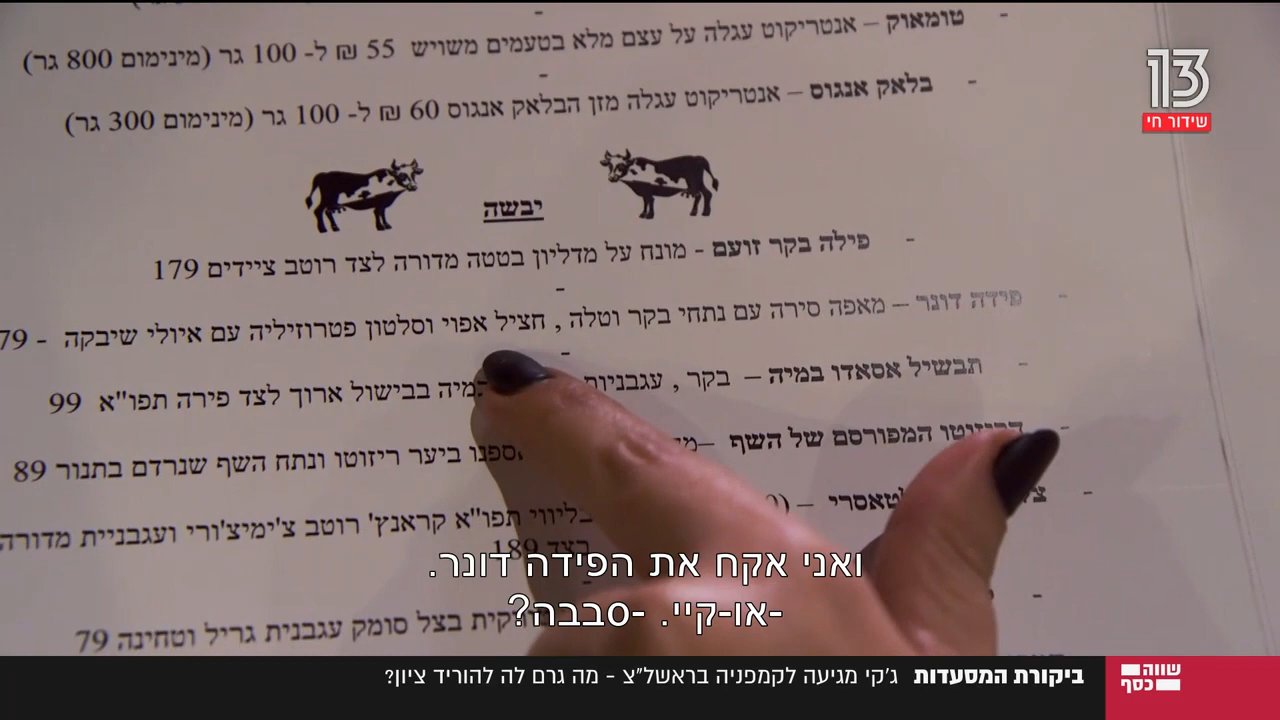 טומאוק – אנטריקוט עגלה על עצם מלא בטעמים משויש 55 ₪ ל- 100 גר (מינימום 800 גר)
בלאק אנגוס – אנטריקוט עגלה מזן הבלאק אנגוס 60 ₪ ל- 100 גר (מינימום 300 גר)
יבשה
פילה בקר זועם - מונח על מדליון בטטה מדורה לצד רוטב ציידים 179
פידה דונר – מאפה סירה עם נתחי בקר וטלה , חציל אפוי וסלטון פטרוזיליה עם איולי שיבקה - 79
תבשיל אסאדו במיה – בקר , עגבניות במיה בבישול ארוך לצד פירה תפו"א 99
הריזוטו המפורסם של השף – ביער ריזוטו ונתח השף שנרדם בתנור 89
בליווי תפו"א קראנץ' רוטב צ'ימיצ'ורי ועגבניית מדורה
בצד 189
בצל סומק עגבנית גריל וטחינה 79
13
שידור חי
ואני אקח את הפידה דונר.
-או-קיי. -סבבה?
שווה כסף
ביקורת המסעדות ג'קי מגיעה לקמפניה בראשל"צ - מה גרם לה להוריד ציון?